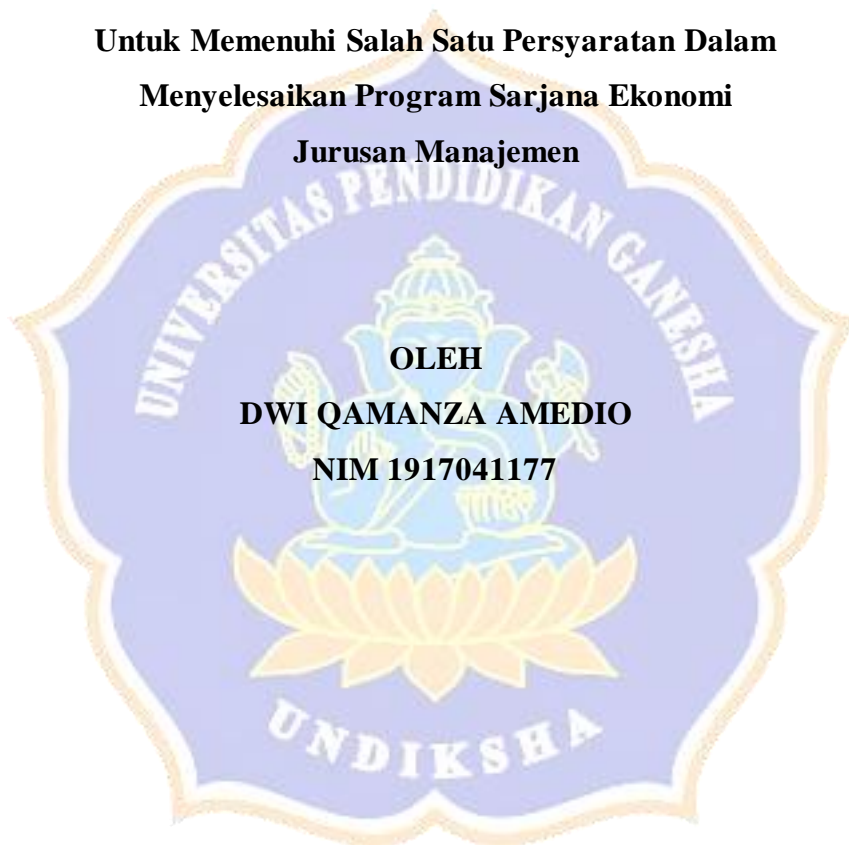 Untuk Memenuhi Salah Satu Persyaratan Dalam
Menyelesaikan Program Sarjana Ekonomi
Jurusan Manajemen
UNIVERSITAS PENDIDIKAN GANESHA
OLEH
DWI QAMANZA AMEDIO
NIM 1917041177
UNDIKSHA